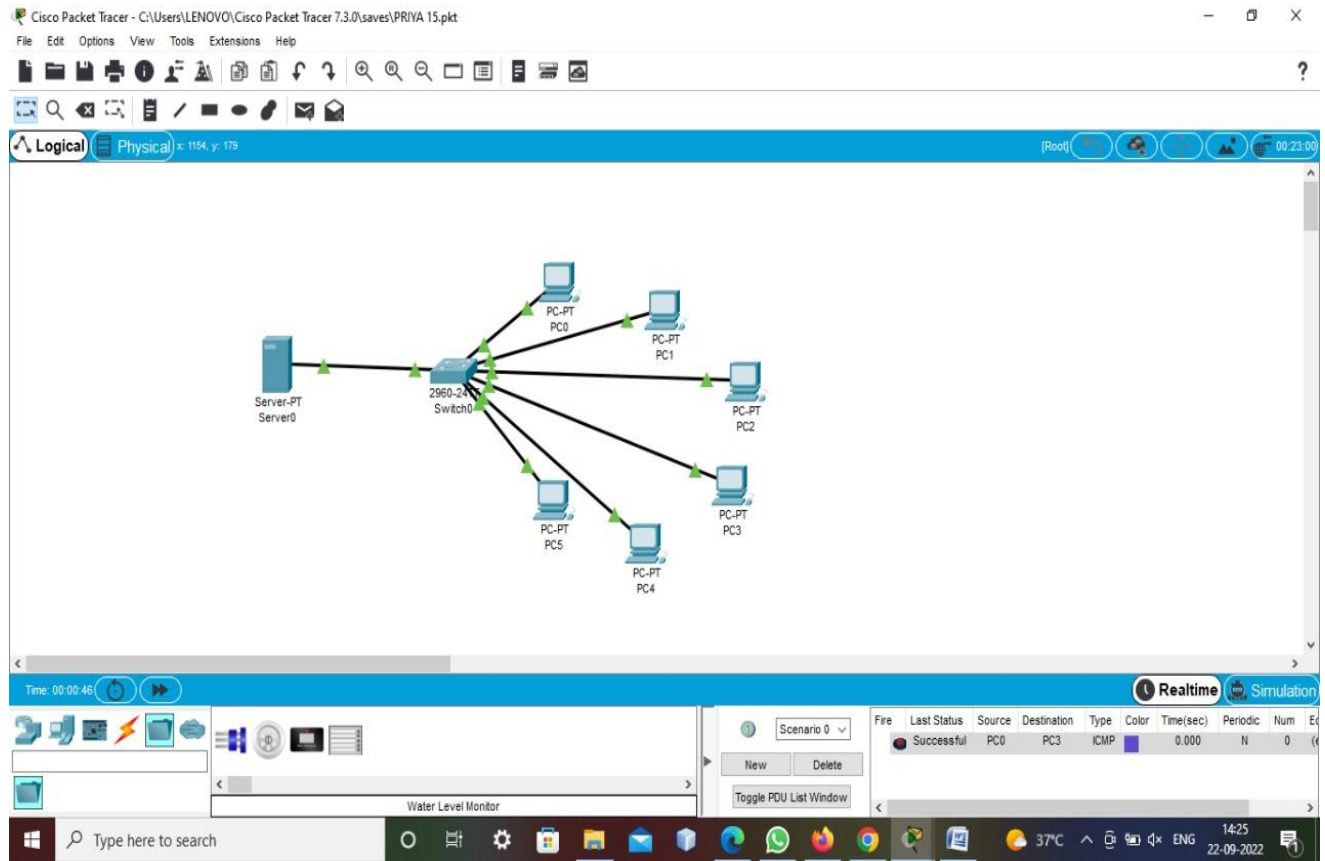 Cisco Packet Tracer - C:\Users\LENOVO\Cisco Packet Tracer 7.3.0\saves\PRIYA 15.pkt
File Edit Options View Tools Extensions Help
?
Logical Physical x: 1154, y: 179 [Root] 00:23:00
PC-PT
PC0
PC-PT
PC1
Server-PT
Server0
2960-24
Switch0
PC-PT
PC2
PC-PT
PC3
PC-PT
PC5
PC-PT
PC4
Time: 00:00:46 Realtime Simulation
Scenario 0
New Delete
Toggle PDU List Window
Fire Last Status Source Destination Type Color Time(sec) Periodic Num
Successful PC0 PC3 ICMP 0.000 N 0
Water Level Monitor
Type here to search
37°C ENG
14:25
22-09-2022
1